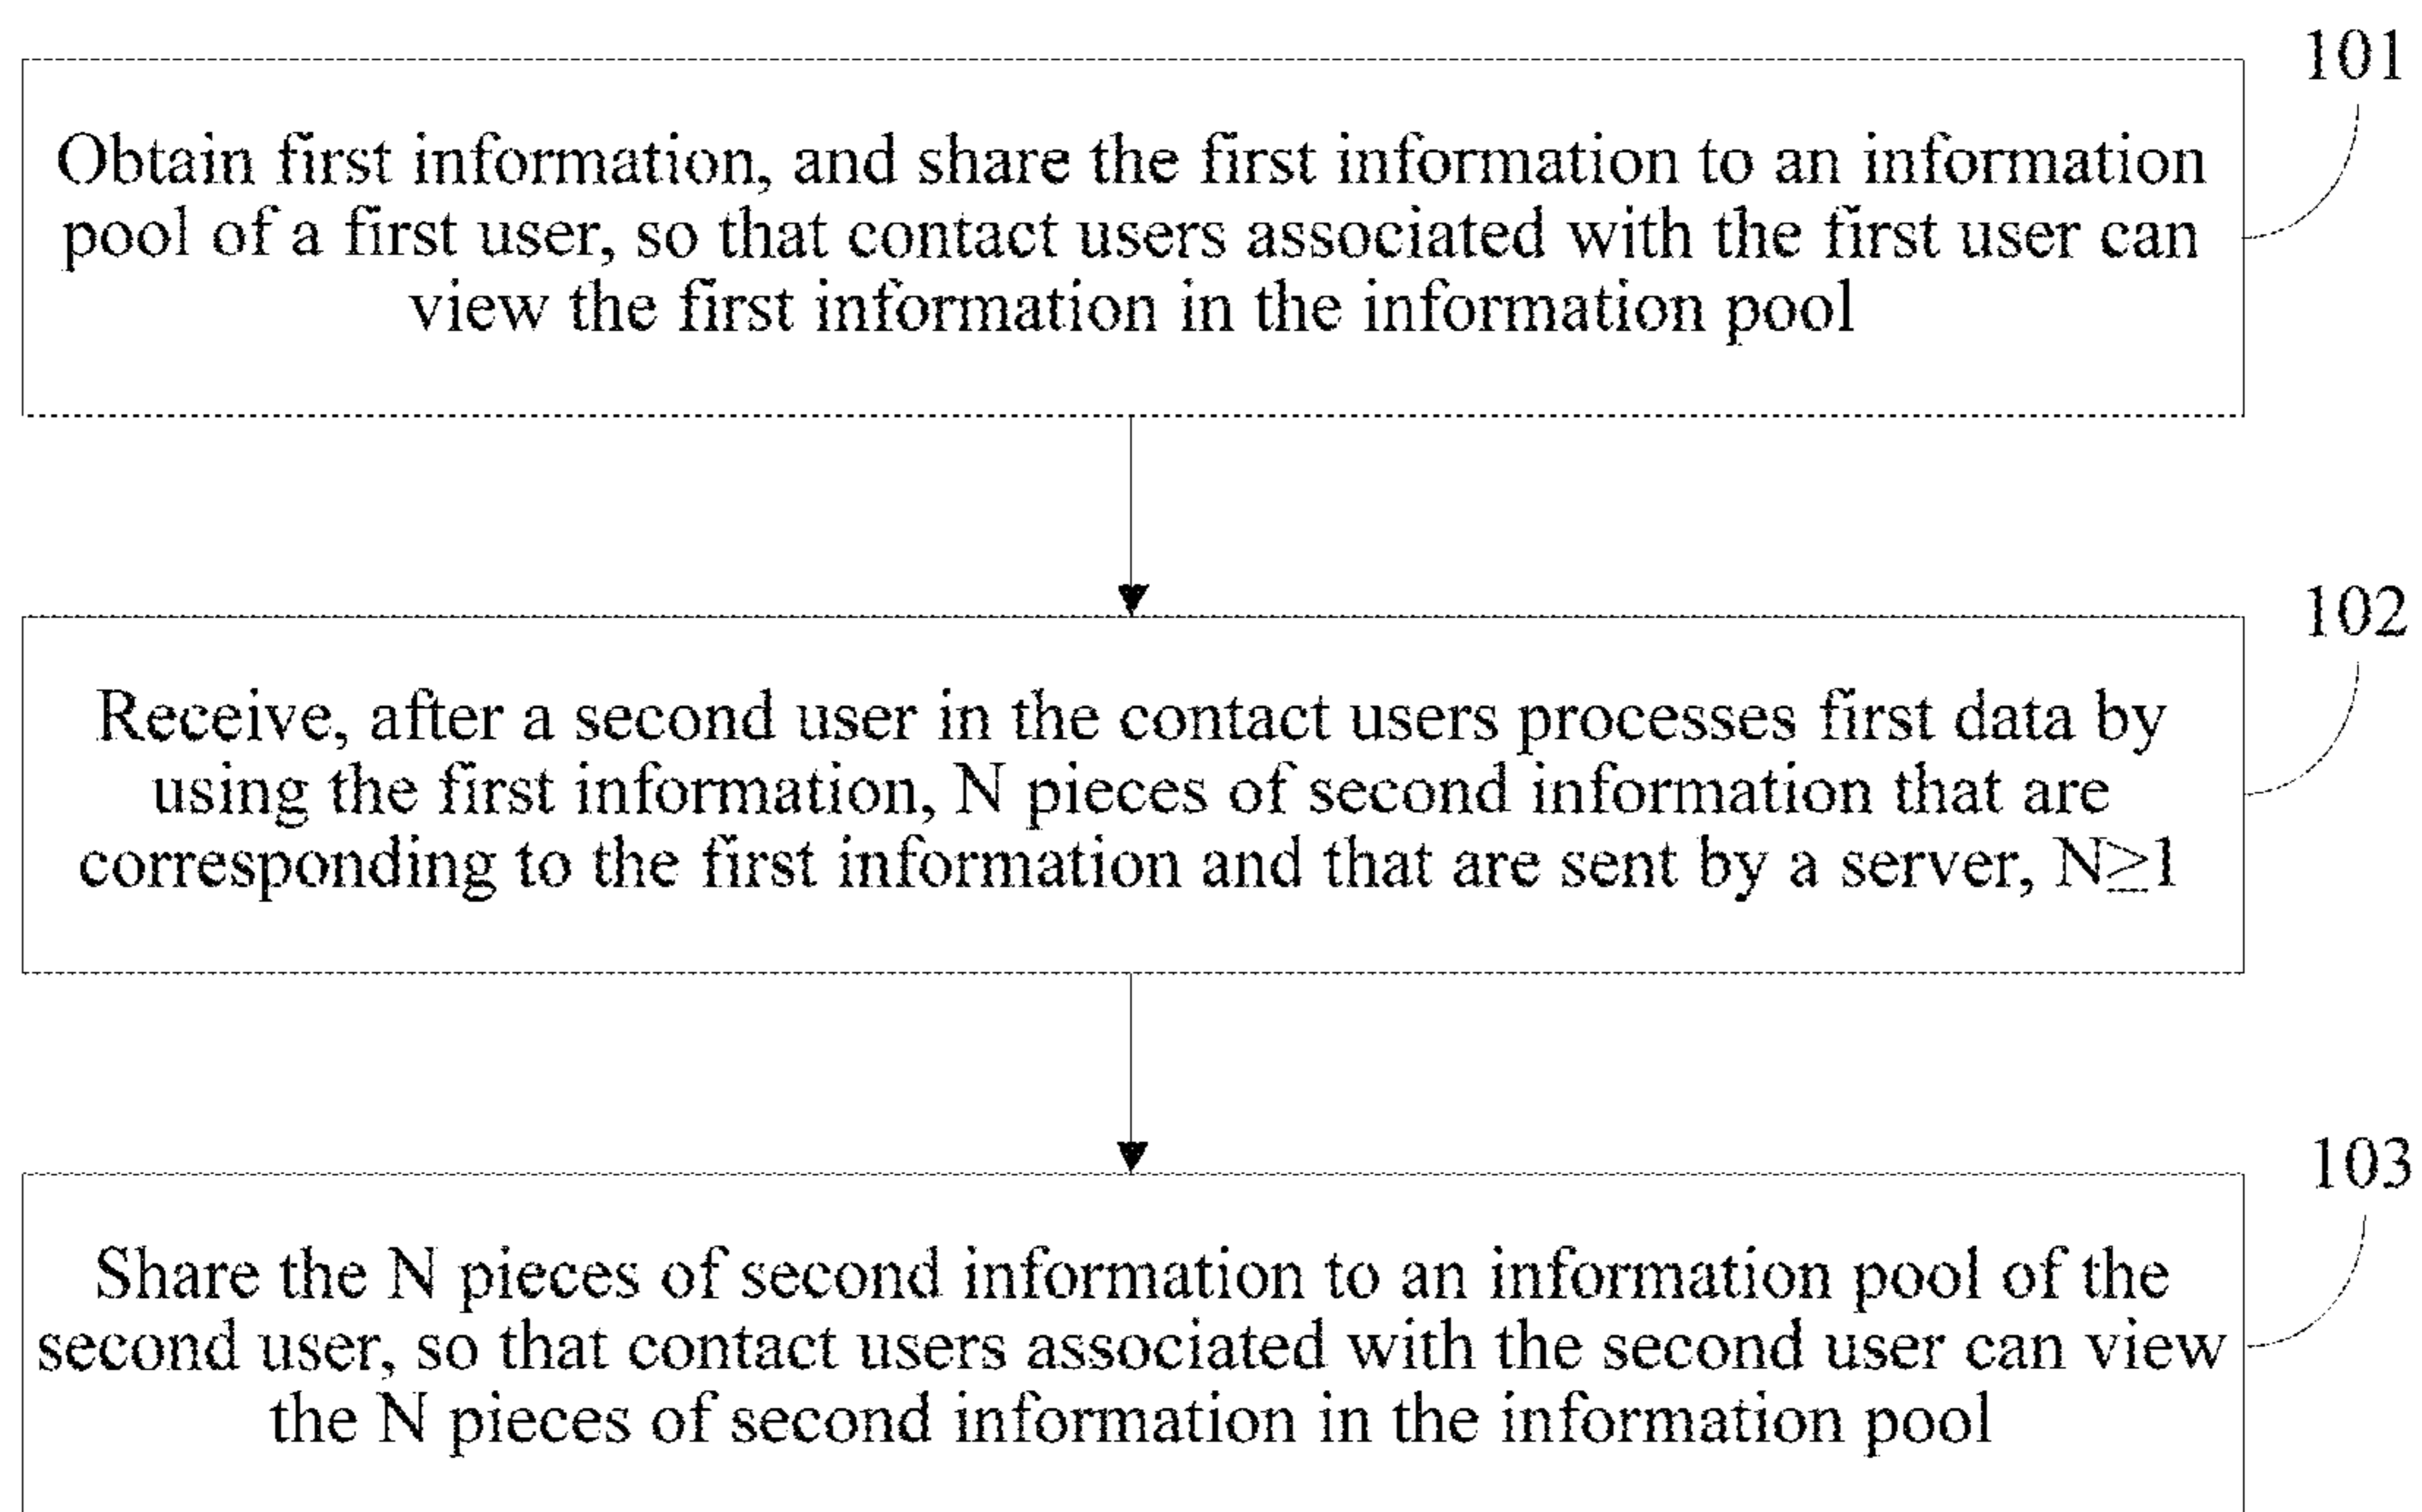 101
Obtain first information, and share the first information to an information
pool of a first user, so that contact users associated with the first user can
view the first information in the information pool
102
Receive, after a second user in the contact users processes first data by
using the first information, N pieces of second information that are
corresponding to the first information and that are sent by a server, N≥1
103
Share the N pieces of second information to an information pool of the
second user, so that contact users associated with the second user can view
the N pieces of second information in the information pool